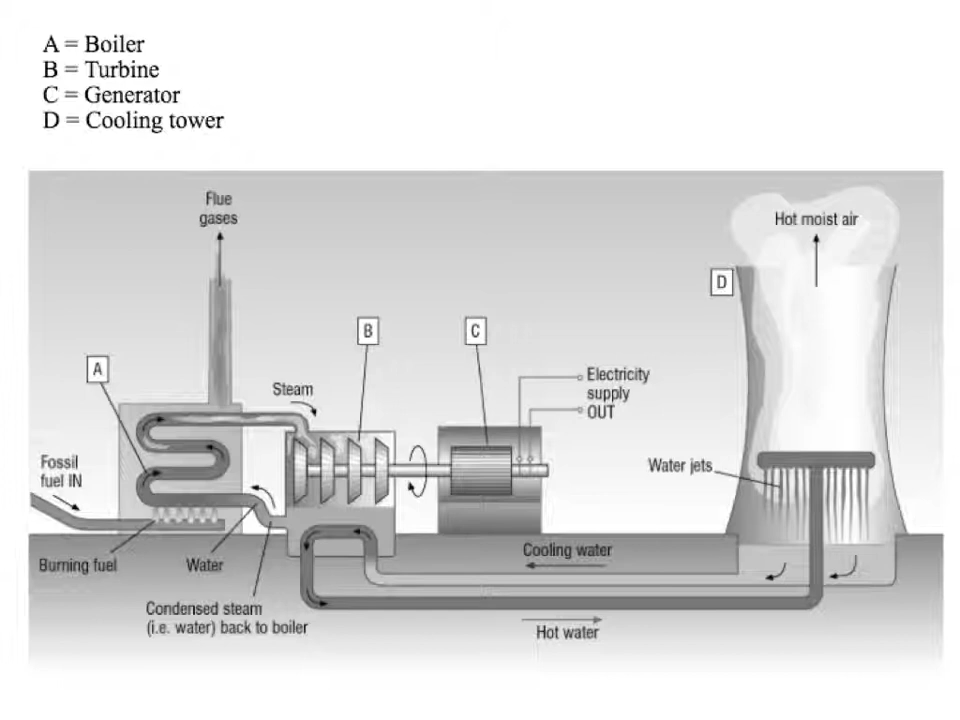 A = Boiler
B = Turbine
C = Generator
D = Cooling tower
Flue
gases
Hot moist air
D
B
C
A
Steam
Electricity
supply
OUT
Fossil
fuel IN
Water jets
Burning fuel
Water
Cooling water
Condensed steam
(i.e. water) back to boiler
Hot water